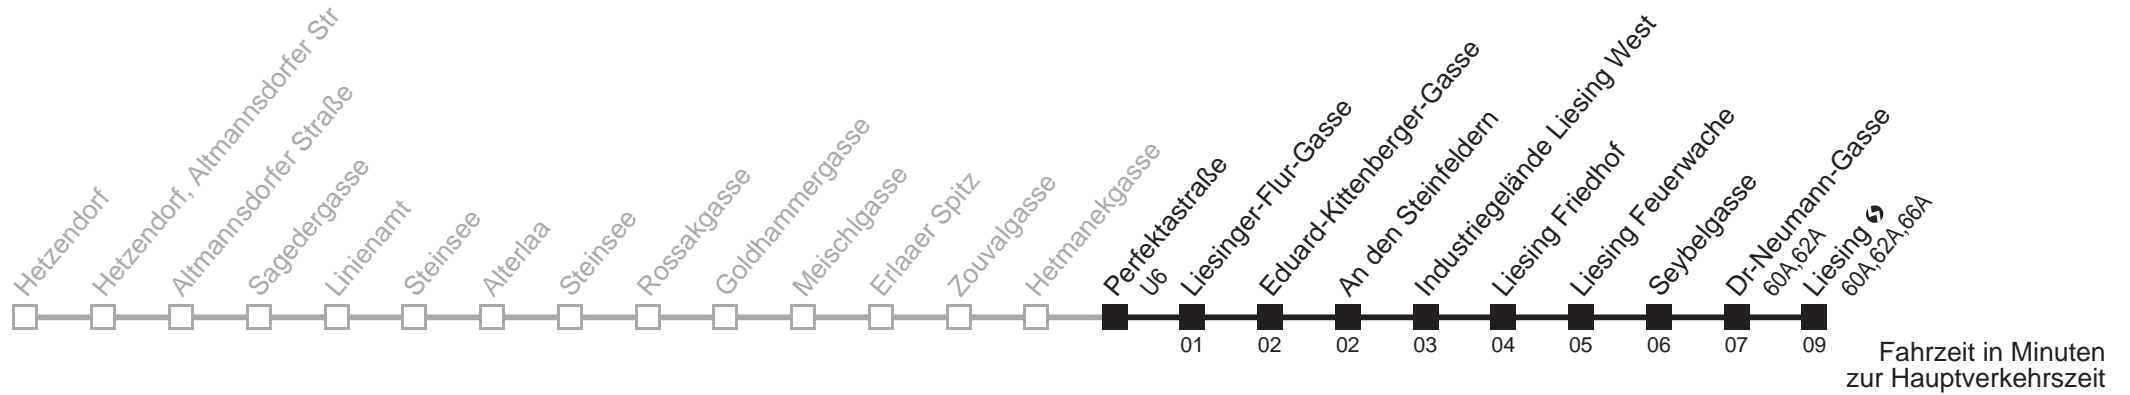 Hetzendorf
Hetzendorf, Altmannsdorfer Str
Altmannsdorfer Straße
Sagedergasse
Linienamt
Steinsee
Alterlaa
Steinsee
Rossakgasse
Goldhammergasse
Meischlgasse
Erlaaer Spitz
Zouvalgasse
Hetmanekgasse
Perfektastraße
U6
Liesinger-Flur-Gasse
Eduard-Kittenberger-Gasse
An den Steinfeldern
Industriegelände Liesing West
Liesing Friedhof
Liesing Feuerwache
Seybelgasse
Dr-Neumann-Gasse
60A,62A
Liesing
60A,62A,66A
01 02 02 03 04 05 06 07 09
Fahrzeit in Minuten
zur Hauptverkehrszeit